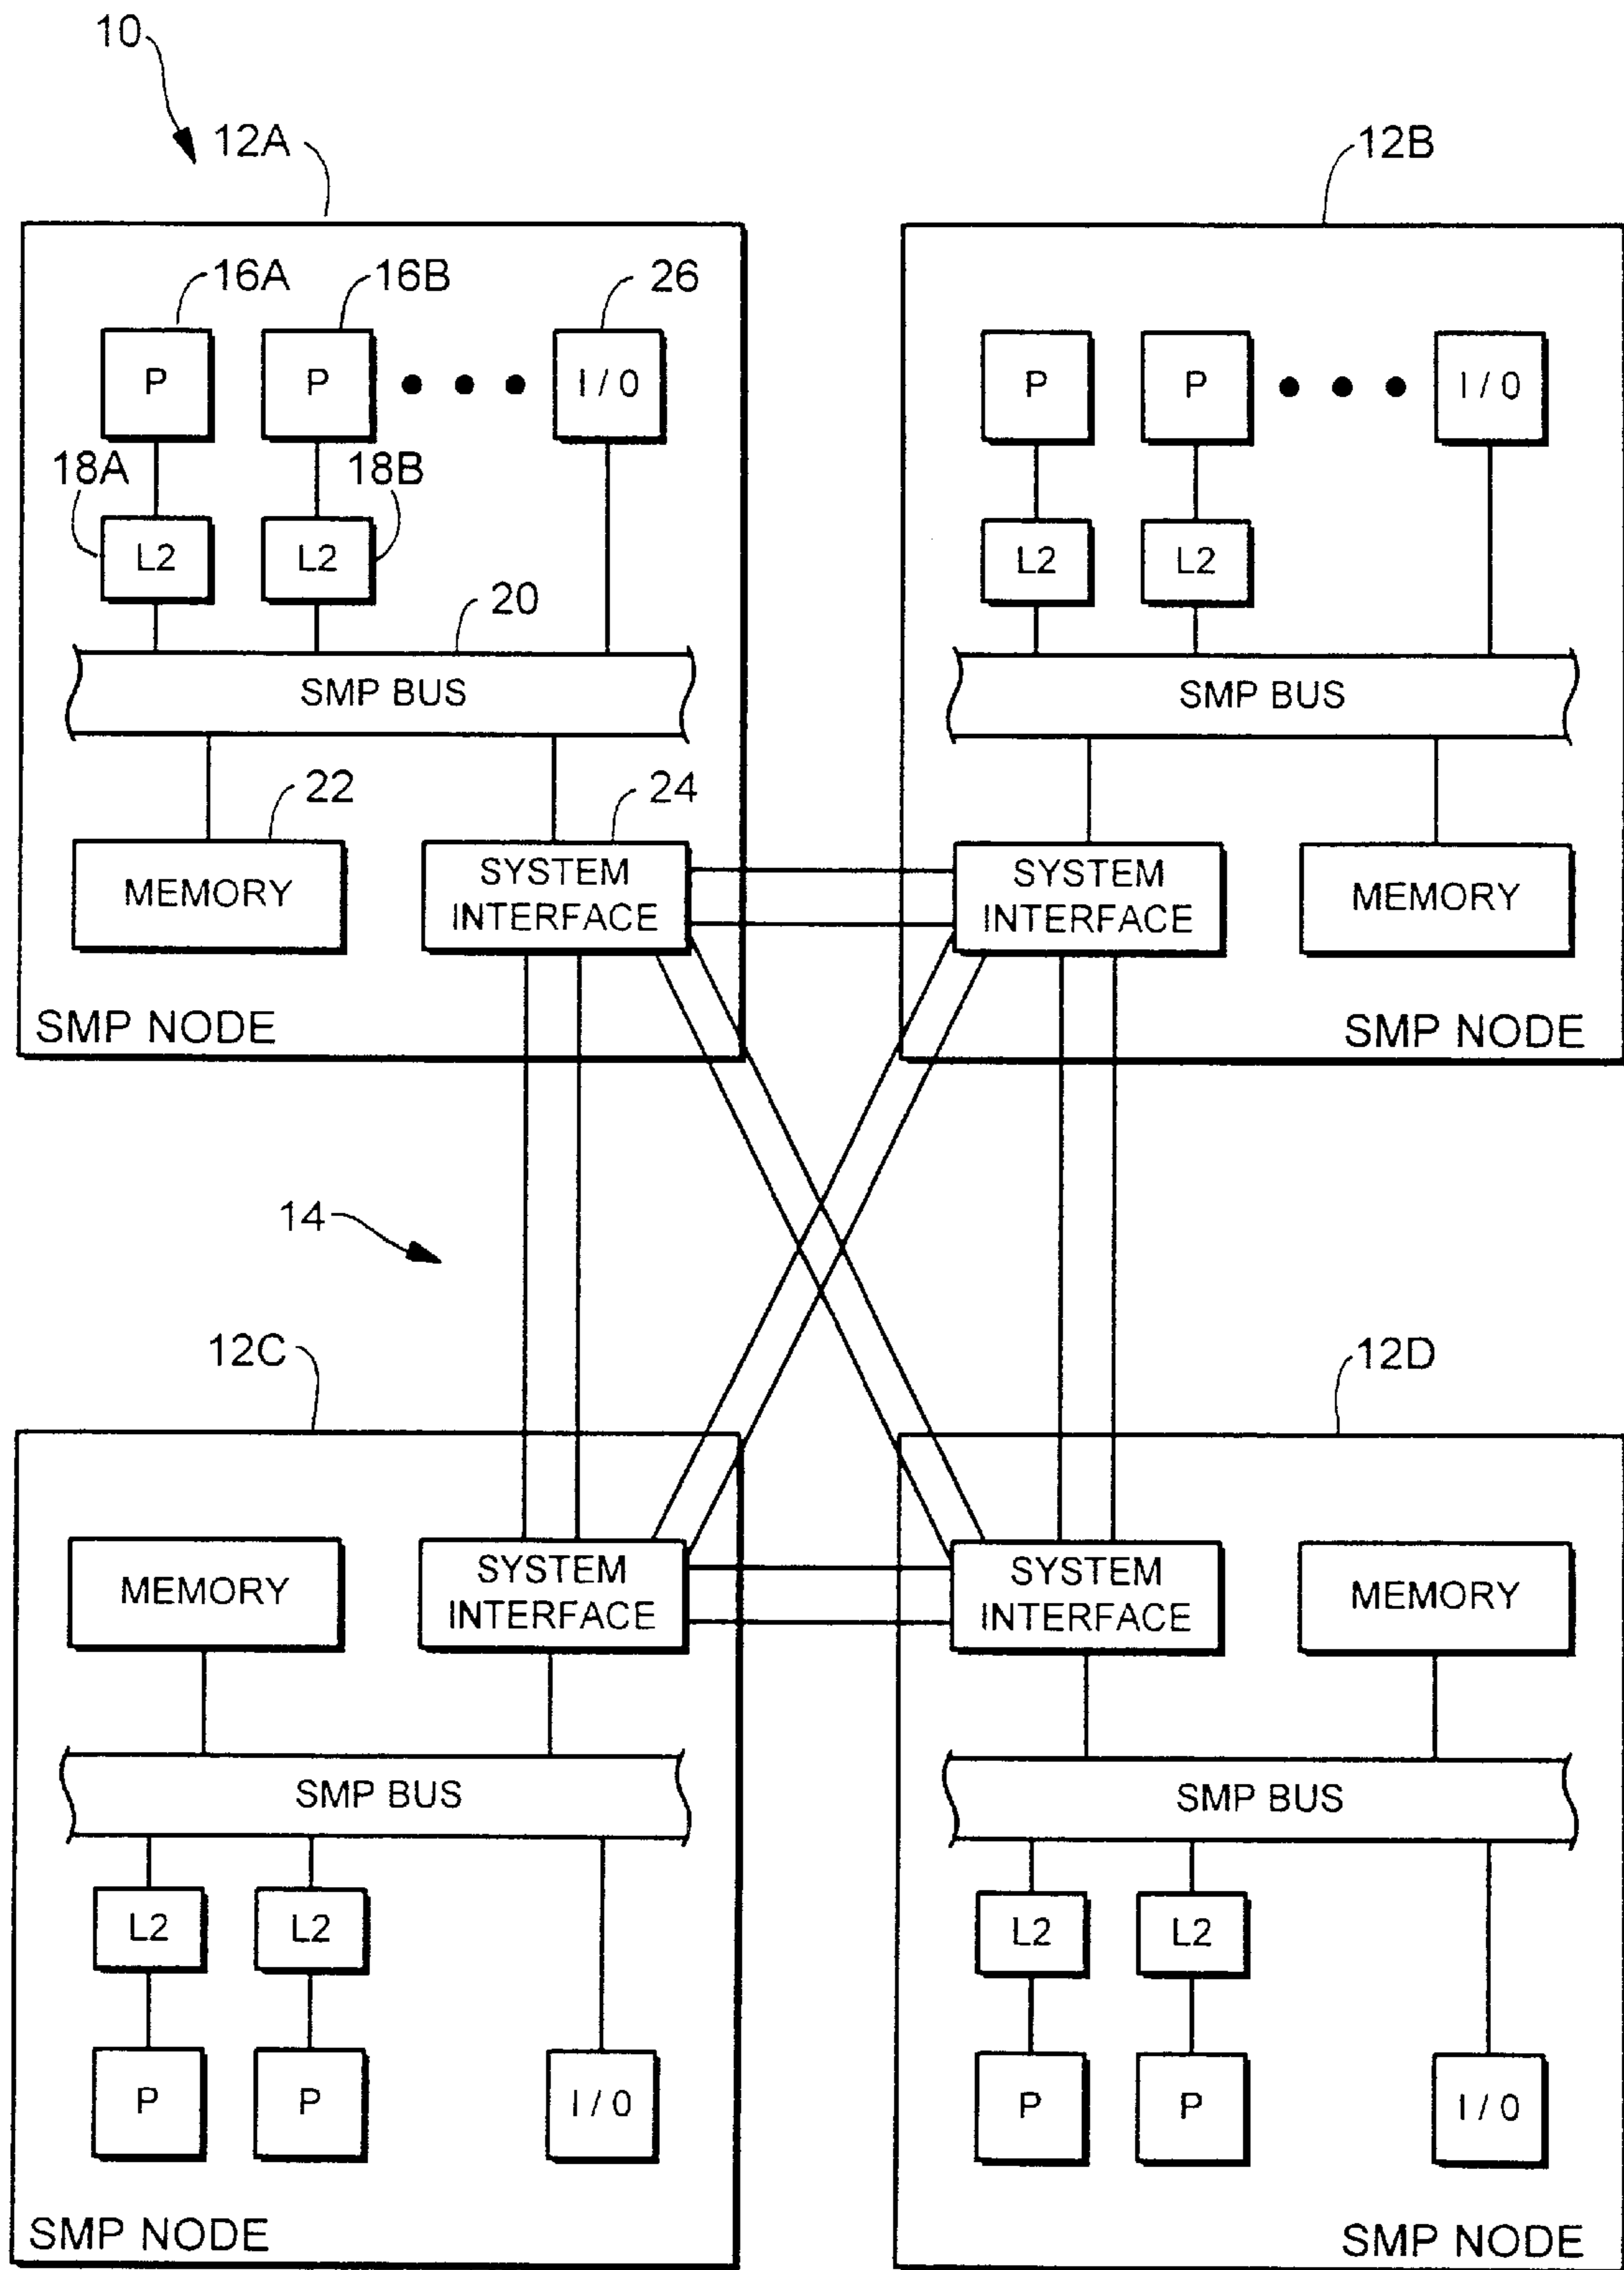 10
12A
12B
16A
16B
26
P
P
I / 0
P
P
I / 0
18A
18B
L2
L2
L2
L2
20
SMP BUS
SMP BUS
22
24
MEMORY
SYSTEM
INTERFACE
SYSTEM
INTERFACE
MEMORY
SMP NODE
SMP NODE
14
12C
12D
MEMORY
SYSTEM
INTERFACE
SYSTEM
INTERFACE
MEMORY
SMP BUS
SMP BUS
L2
L2
L2
L2
P
P
I / 0
P
P
I / 0
SMP NODE
SMP NODE